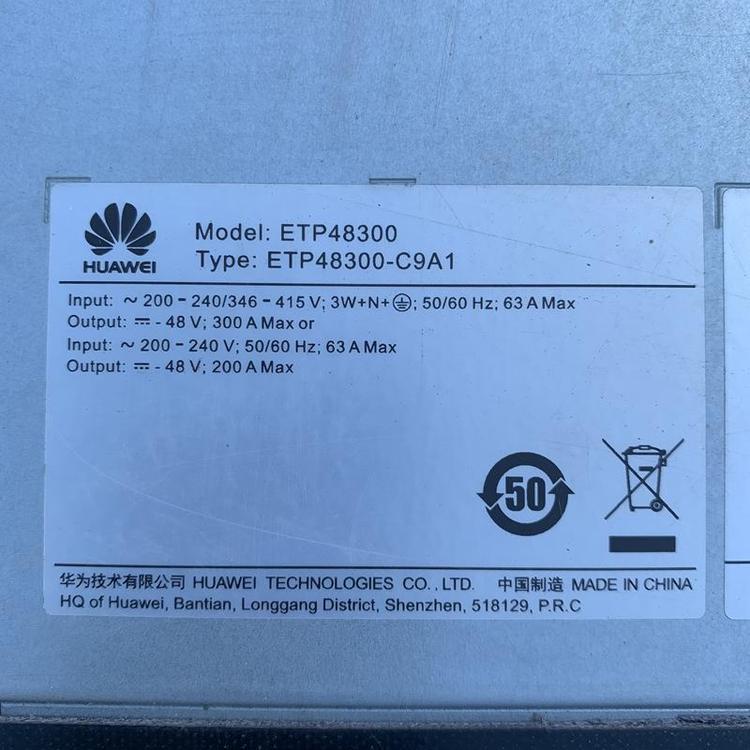 HUAWEI
Model: ETP48300
Type: ETP48300-C9A1
Input: ~ 200-240/346-415 V; 3W+N+⏚; 50/60 Hz; 63 A Max
Output: ⎓ -48 V; 300 A Max or
Input: ~ 200-240 V; 50/60 Hz; 63 A Max
Output: ⎓ -48 V; 200 A Max
50
华为技术有限公司 HUAWEI TECHNOLOGIES CO., LTD. 中国制造 MADE IN CHINA
HQ of Huawei, Bantian, Longgang District, Shenzhen, 518129, P.R.C